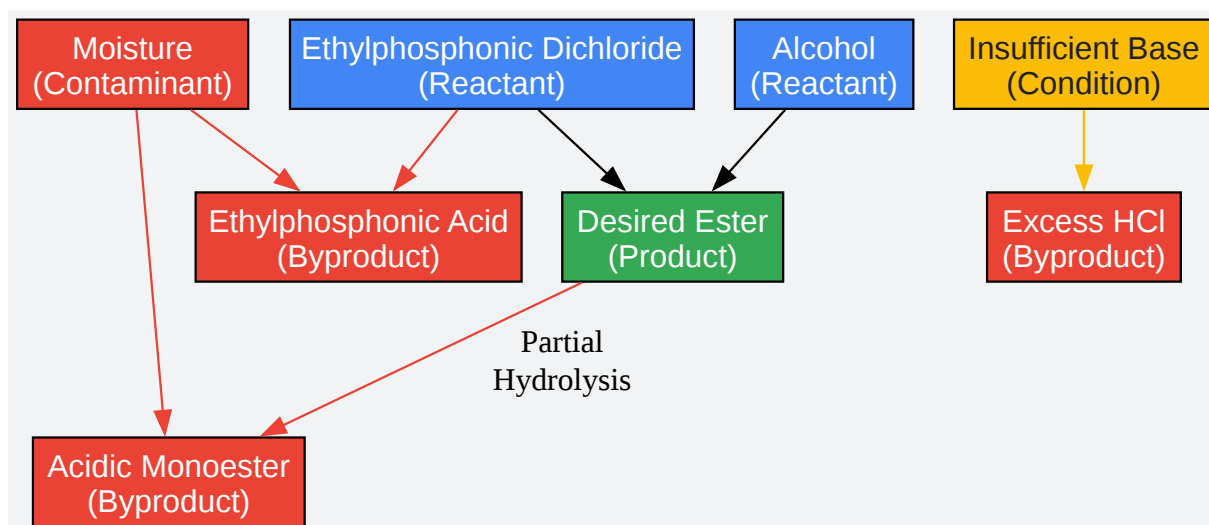 Moisture
(Contaminant)
Ethylphosphonic Dichloride
(Reactant)
Alcohol
(Reactant)
Insufficient Base
(Condition)
Ethylphosphonic Acid
(Byproduct)
Desired Ester
(Product)
Excess HCl
(Byproduct)
Partial
Hydrolysis
Acidic Monoester
(Byproduct)